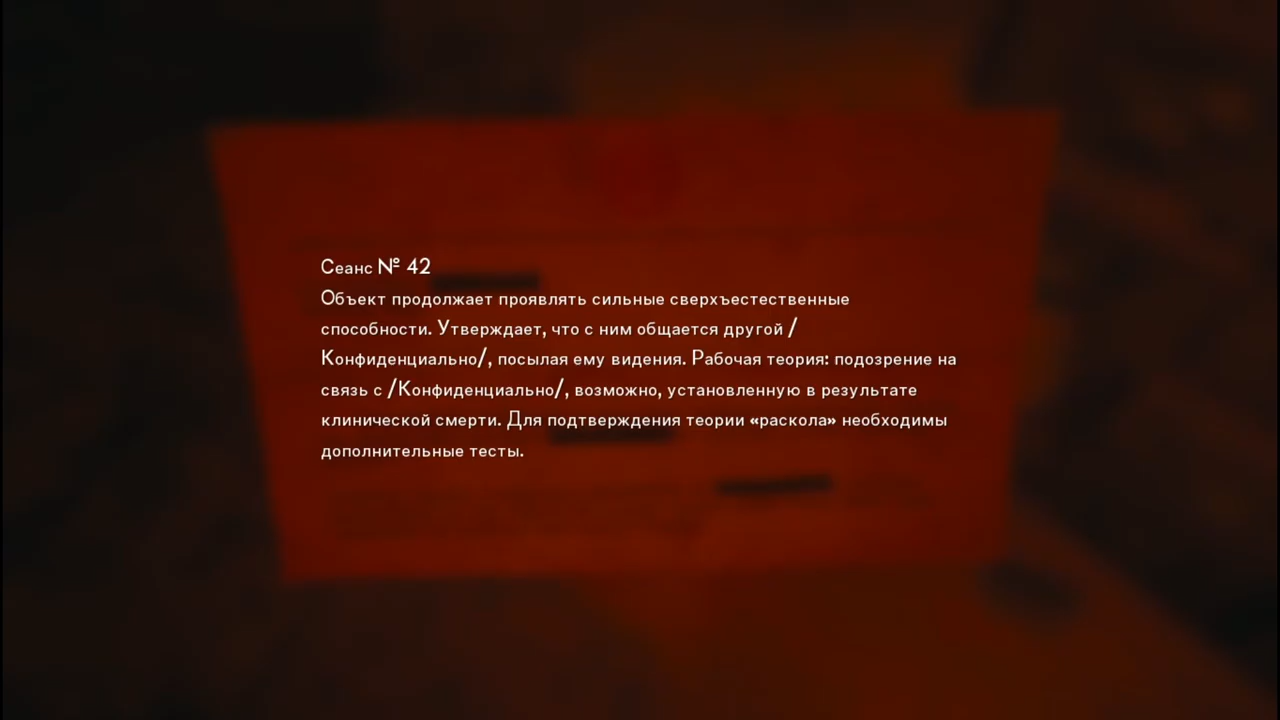 Сеанс № 42
Объект продолжает проявлять сильные сверхъестественные
способности. Утверждает, что с ним общается другой /
Конфиденциально/, посылая ему видения. Рабочая теория: подозрение на
связь с /Конфиденциально/, возможно, установленную в результате
клинической смерти. Для подтверждения теории «раскола» необходимы
дополнительные тесты.